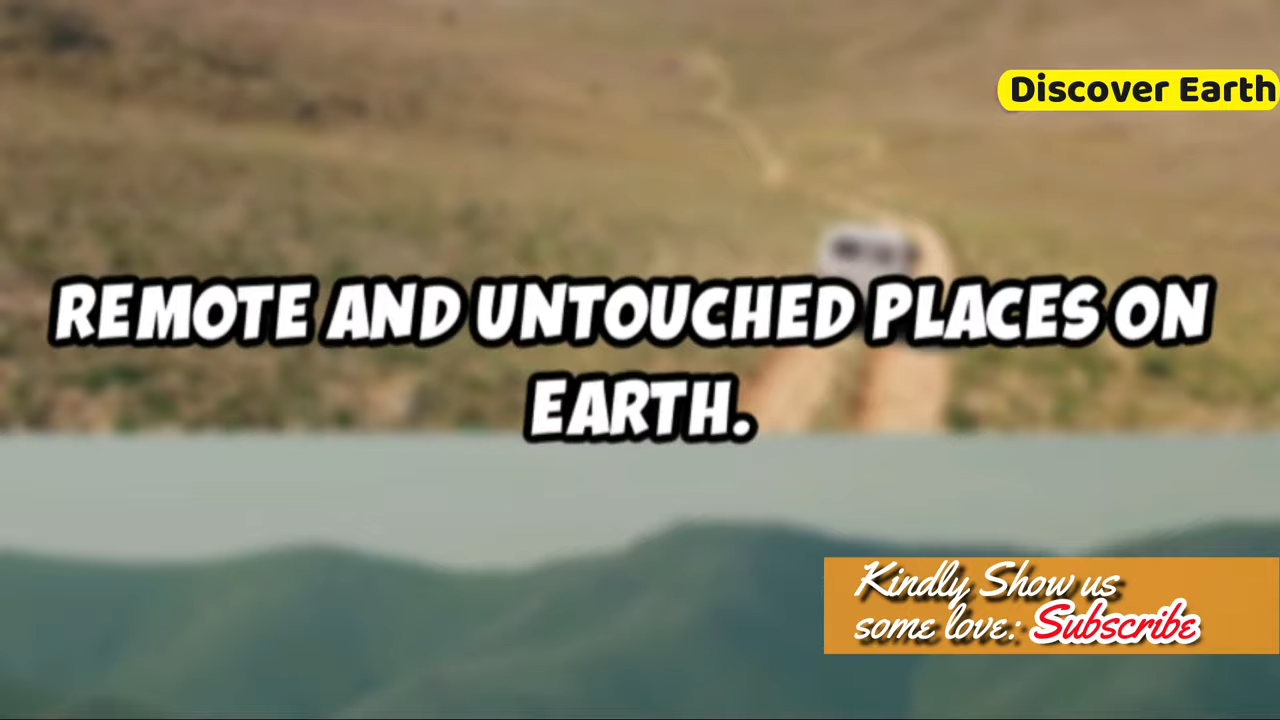 Discover Earth
REMOTE AND UNTOUCHED PLACES ON
EARTH.
Kindly Show us
some love: Subscribe